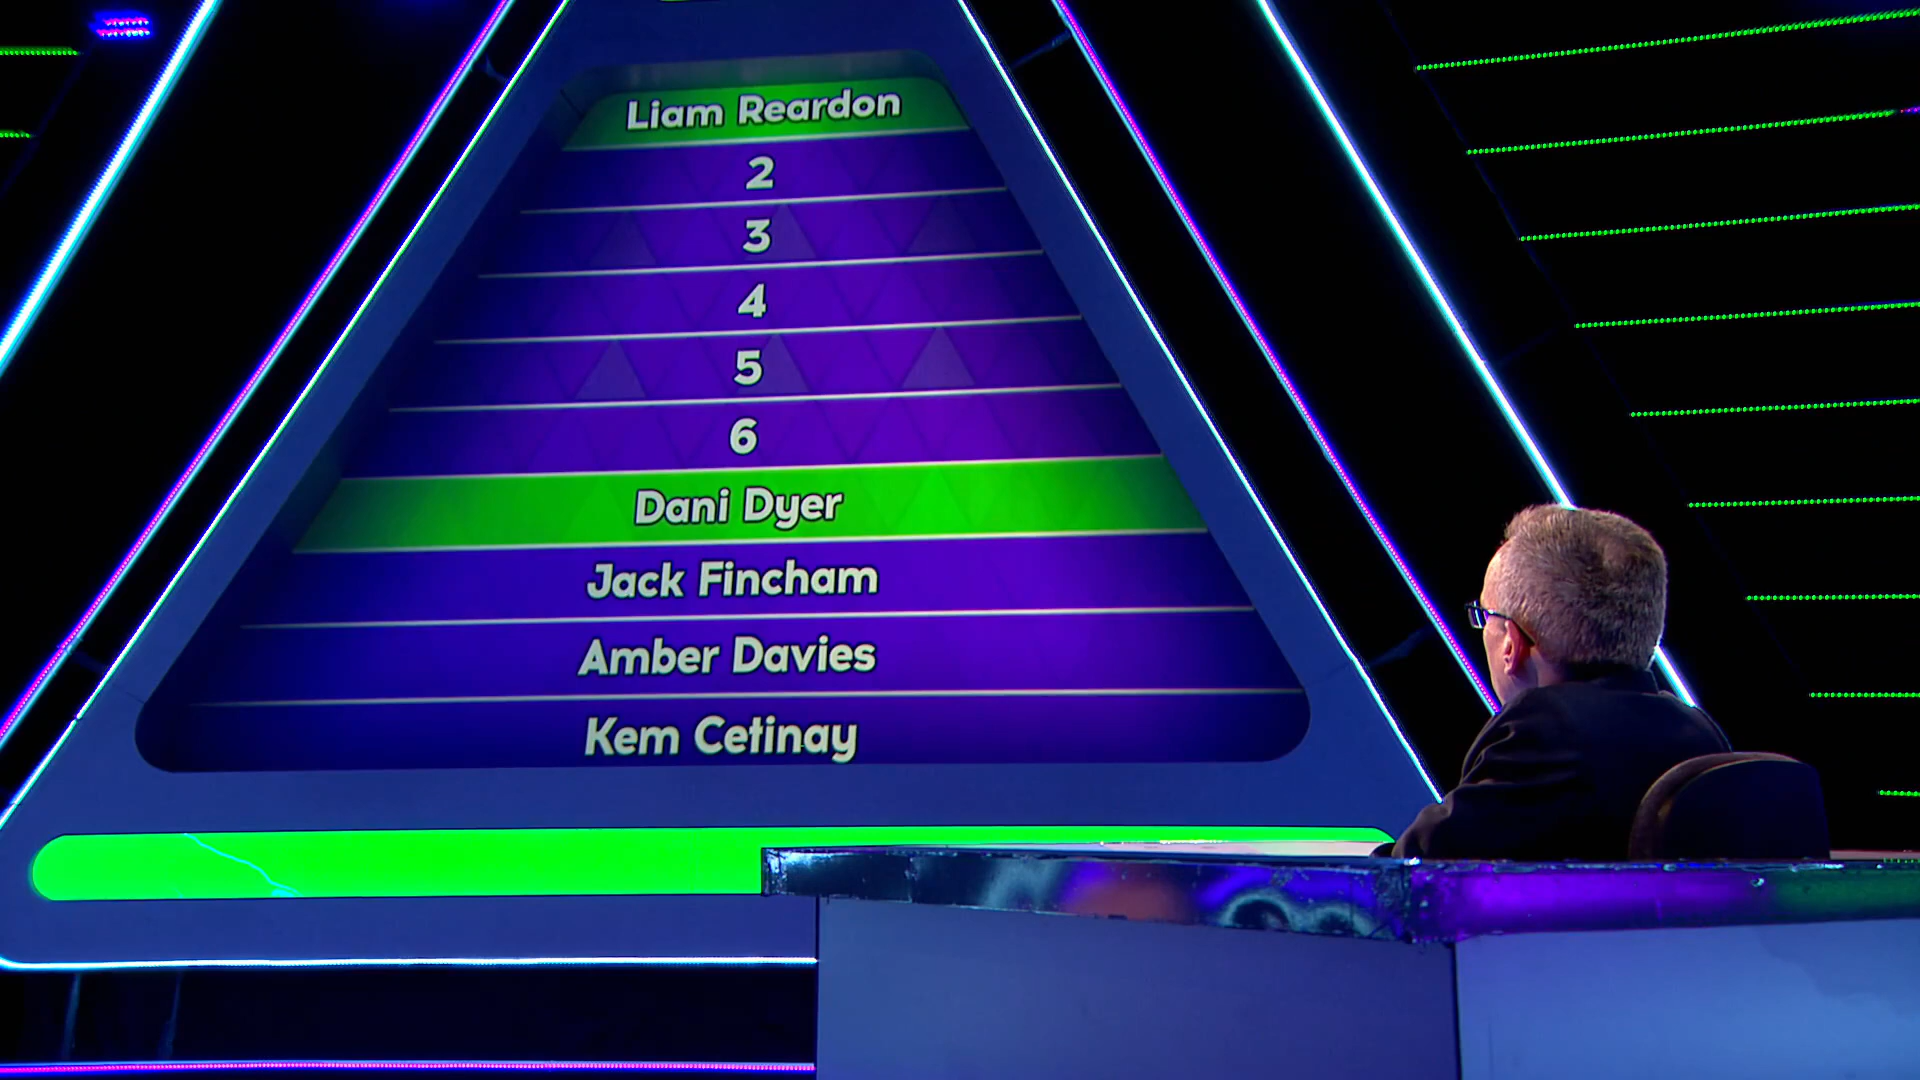 Liam Reardon
2
3
4
5
6
Dani Dyer
Jack Fincham
Amber Davies
Kem Cetinay